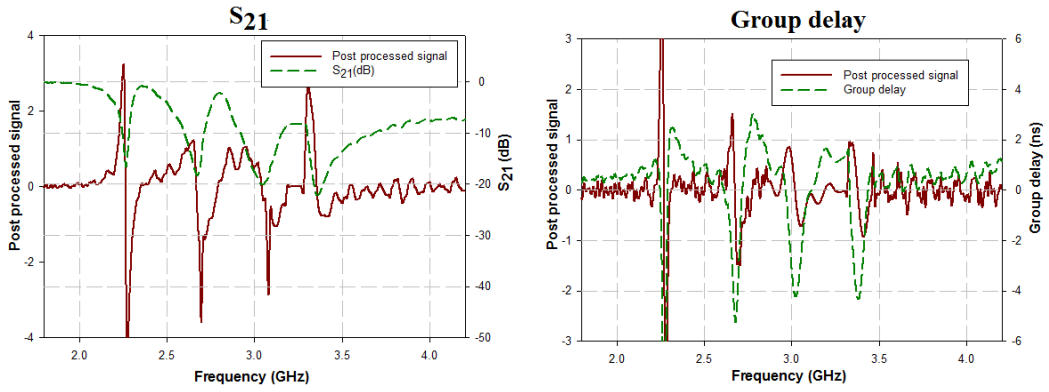 S21
Group delay
4
2
0
-2
-4
Post processed signal
Post processed signal
S21(dB)
0
-10
-20
-30
-40
-50
S21 (dB)
2.0 2.5 3.0 3.5 4.0
Frequency (GHz)
3
2
1
0
-1
-2
-3
Post processed signal
Post processed signal
Group delay
6
4
2
0
-2
-4
-6
Group Delay (ns)
2.0 2.5 3.0 3.5 4.0
Frequency (GHz)